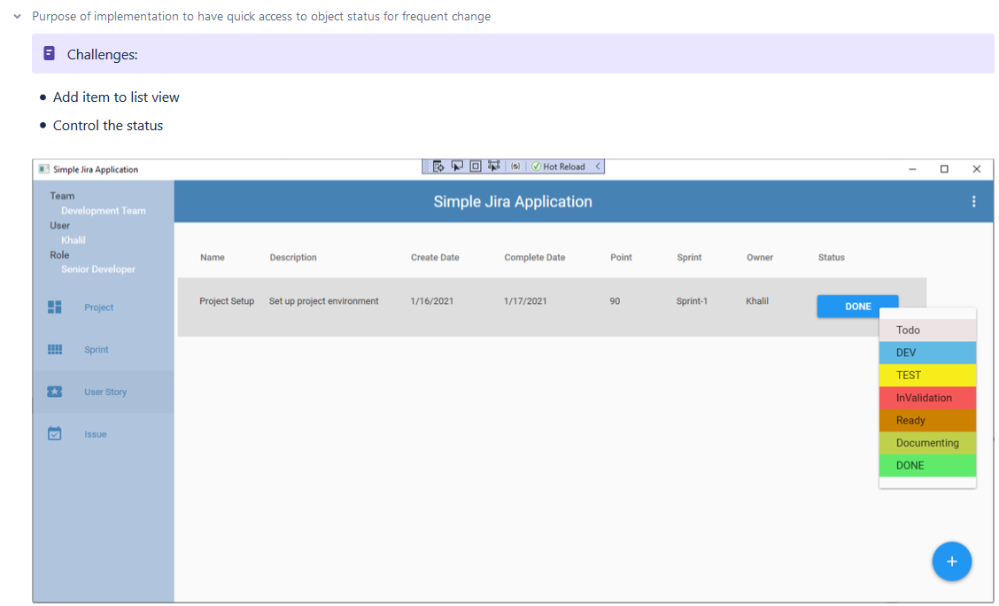 Purpose of implementation to have quick access to object status for frequent change
Challenges:
Add item to list view
Control the status
Simple Jira Application
Hot Reload
Team
Development Team
User
Khalil
Role
Senior Developer
Project
Sprint
User Story
Issue
Simple Jira Application
Name Description Create Date Complete Date Point Sprint Owner Status
Project Setup Set up project environment 1/16/2021 1/17/2021 90 Sprint-1 Khalil DONE
Todo
DEV
TEST
InValidation
Ready
Documenting
DONE